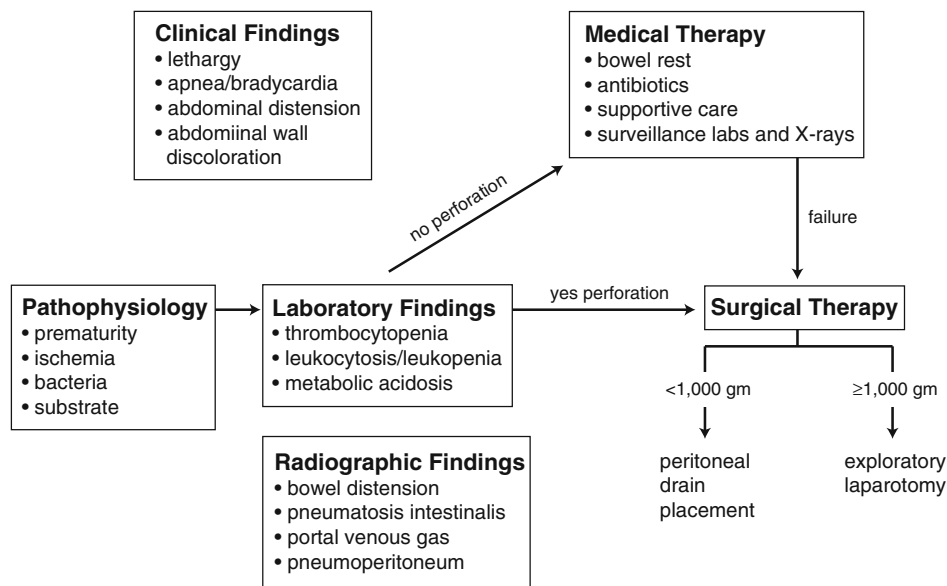 Clinical Findings
• lethargy
• apnea/bradycardia
• abdominal distension
• abdomiinal wall
discoloration
Medical Therapy
• bowel rest
• antibiotics
• supportive care
• surveillance labs and X-rays
no perforation
failure
Pathophysiology
• prematurity
• ischemia
• bacteria
• substrate
Laboratory Findings
• thrombocytopenia
• leukocytosis/leukopenia
• metabolic acidosis
yes perforation
Surgical Therapy
<1,000 gm
≥1,000 gm
peritoneal
drain
placement
exploratory
laparotomy
Radiographic Findings
• bowel distension
• pneumatosis intestinalis
• portal venous gas
• pneumoperitoneum